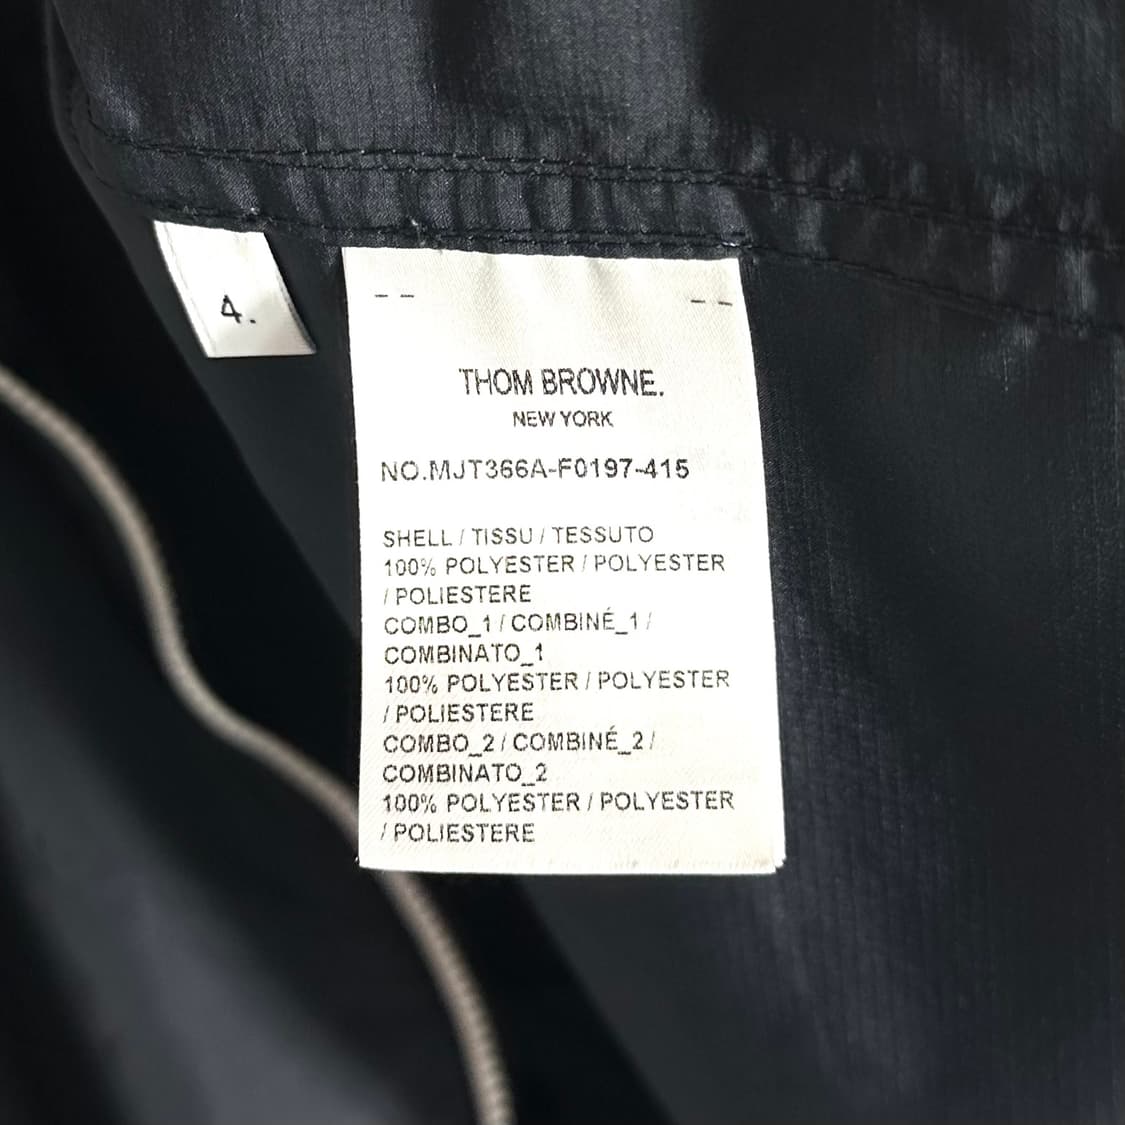 4.
-- --
THOM BROWNE.
NEW YORK
NO.MJT366A-F0197-415
SHELL / TISSU / TESSUTO
100% POLYESTER / POLYESTER
/ POLIESTERE
COMBO_1 / COMBINÉ_1 /
COMBINATO_1
100% POLYESTER / POLYESTER
/ POLIESTERE
COMBO_2 / COMBINÉ_2 /
COMBINATO_2
100% POLYESTER / POLYESTER
/ POLIESTERE